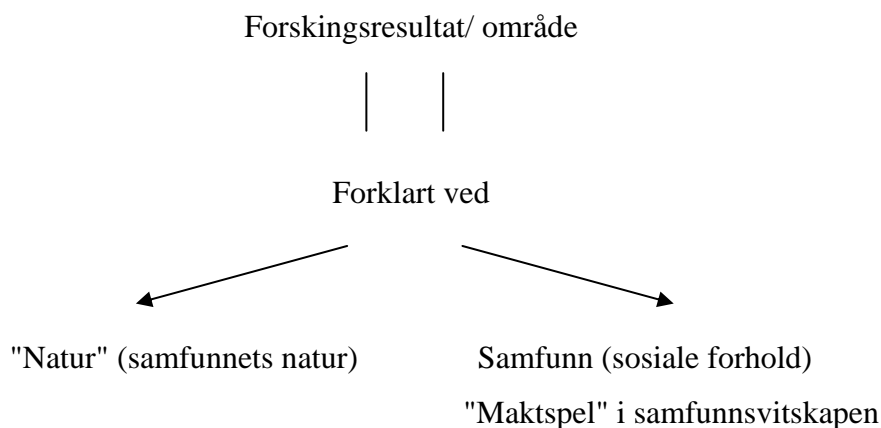 Forskingsresultat/ område
Forklart ved
"Natur" (samfunnets natur) Samfunn (sosiale forhold)
"Maktspel" i samfunnsvitskapen